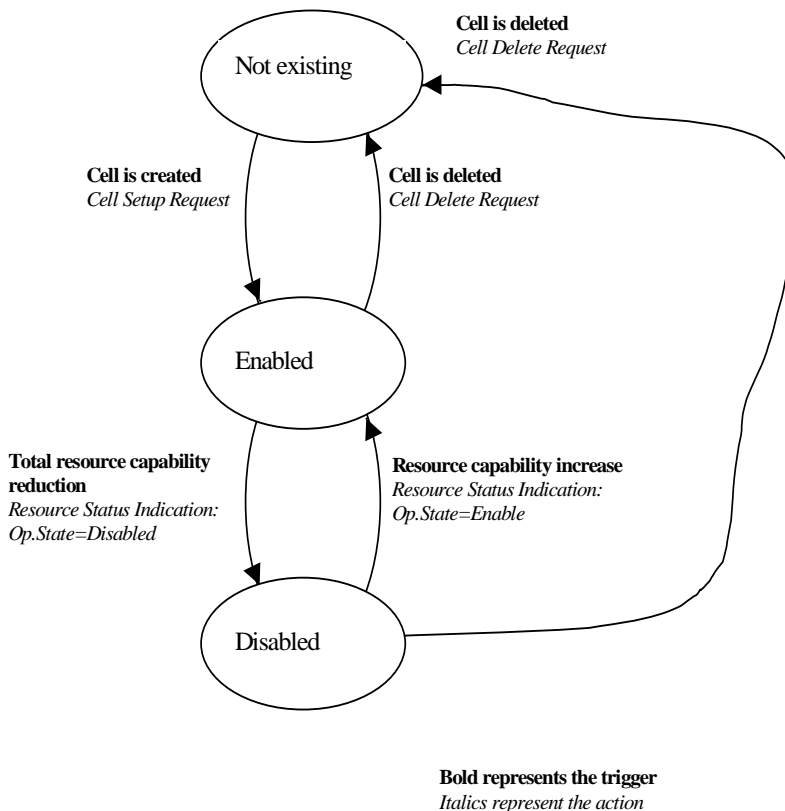 Cell is deleted
Cell Delete Request
Not existing
Cell is created
Cell Setup Request
Cell is deleted
Cell Delete Request
Enabled
Total resource capability
reduction
Resource Status Indication:
Op.State=Disabled
Resource capability increase
Resource Status Indication:
Op.State=Enable
Disabled
Bold represents the trigger
Italics represent the action